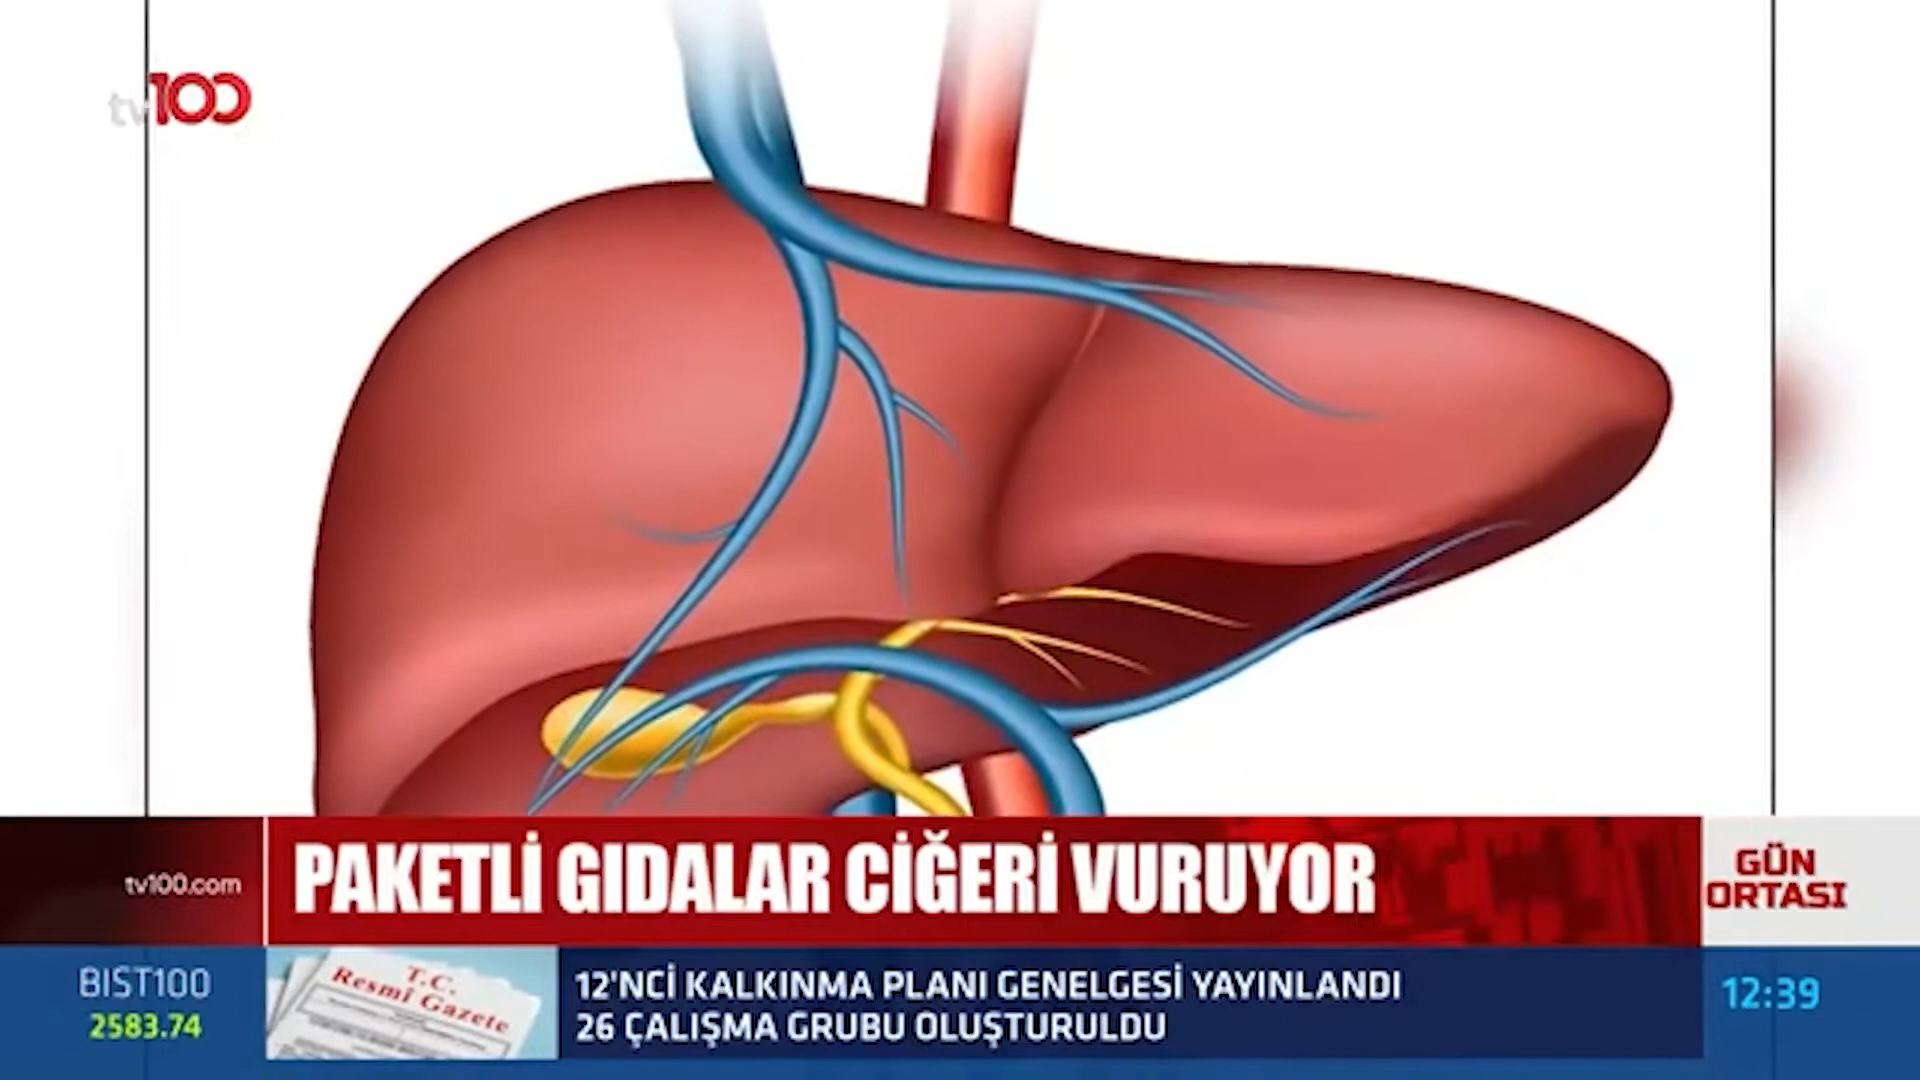 tv100
tv100.com
PAKETLİ GIDALAR CİĞERİ VURUYOR
GÜN
ORTASI
BIST100
2583.74
T.C.
Resmî Gazete
12'NCİ KALKINMA PLANI GENELGESİ YAYINLANDI
26 ÇALIŞMA GRUBU OLUŞTURULDU
12:39